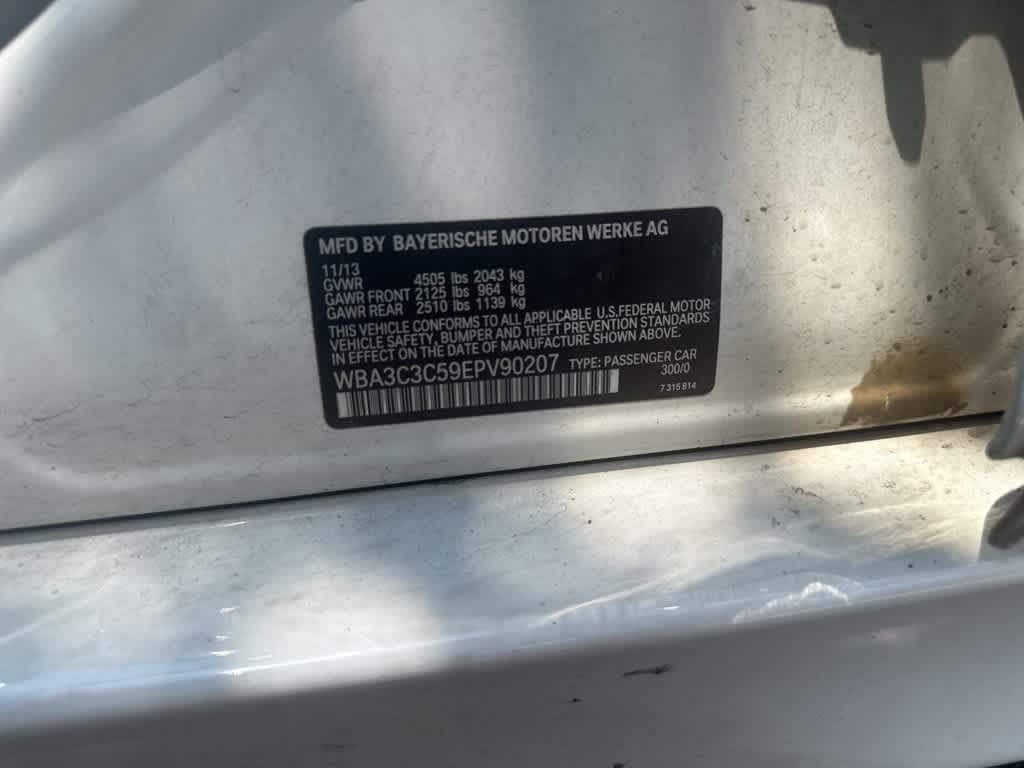 MFD BY BAYERISCHE MOTOREN WERKE AG
11/13
GVWR 4505 lbs 2043 kg
GAWR FRONT 2125 lbs 964 kg
GAWR REAR 2510 lbs 1139 kg
THIS VEHICLE CONFORMS TO ALL APPLICABLE U.S.FEDERAL MOTOR
VEHICLE SAFETY, BUMPER AND THEFT PREVENTION STANDARDS
IN EFFECT ON THE DATE OF MANUFACTURE SHOWN ABOVE.
WBA3C3C59EPV90207 TYPE: PASSENGER CAR
300/0
7 315 814